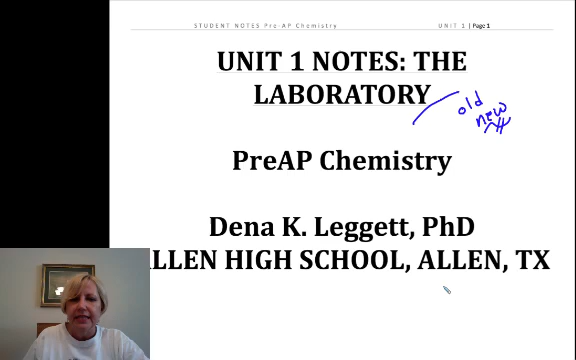 STUDENT NOTES Pre-AP Chemistry UNIT 1 | Page 1
UNIT 1 NOTES: THE
LABORATORY
old
new
PreAP Chemistry
Dena K. Leggett, PhD
ALLEN HIGH SCHOOL, ALLEN, TX